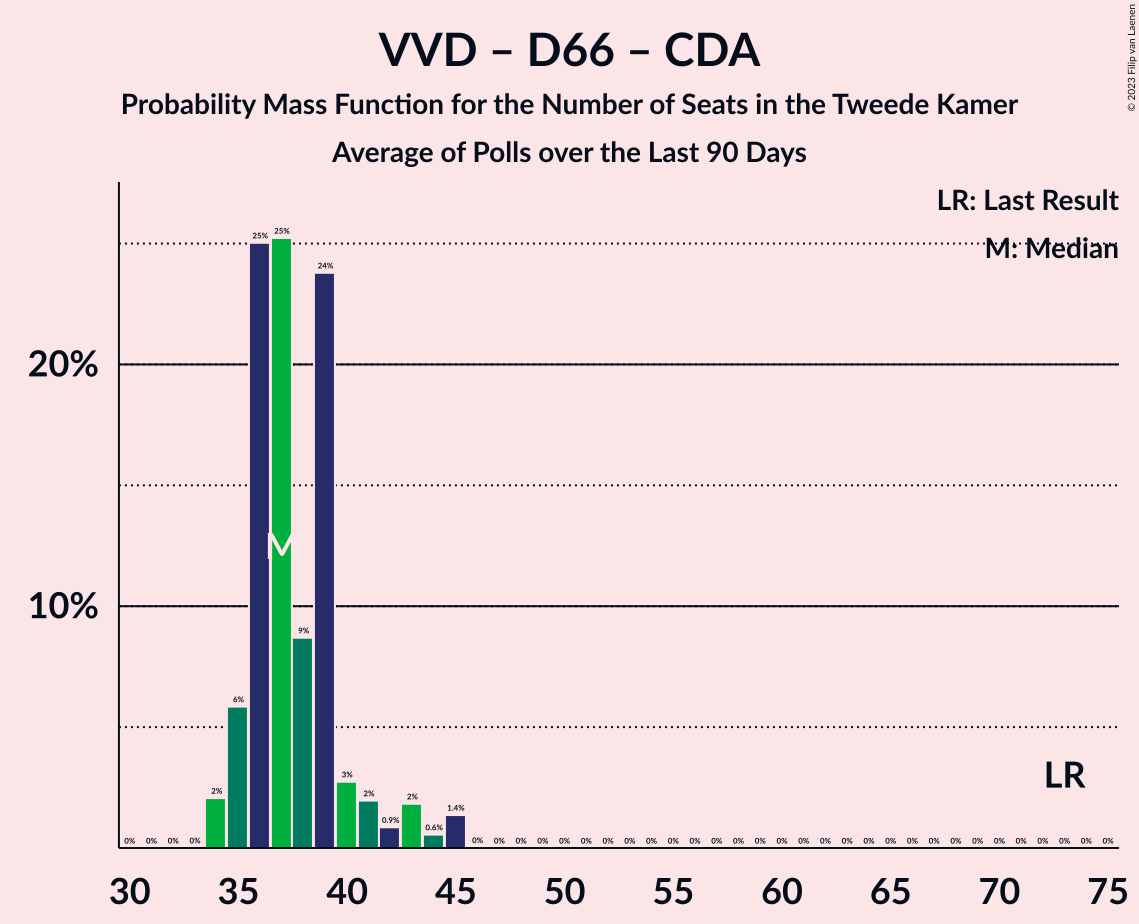 VVD – D66 – CDA
Probability Mass Function for the Number of Seats in the Tweede Kamer
Average of Polls over the Last 90 Days
© 2023 Filip van Laenen
LR: Last Result
M: Median
20%
10%
0% 0% 0% 0% 2% 6% 25% 25% 9% 24% 3% 2% 0.9% 2% 0.6% 1.4% 0% 0% 0% 0% 0% 0% 0% 0% 0% 0% 0% 0% 0% 0% 0% 0% 0% 0% 0% 0% 0% 0% 0% 0% 0% 0% 0% 0% 0% 0%
M
LR
30 35 40 45 50 55 60 65 70 75